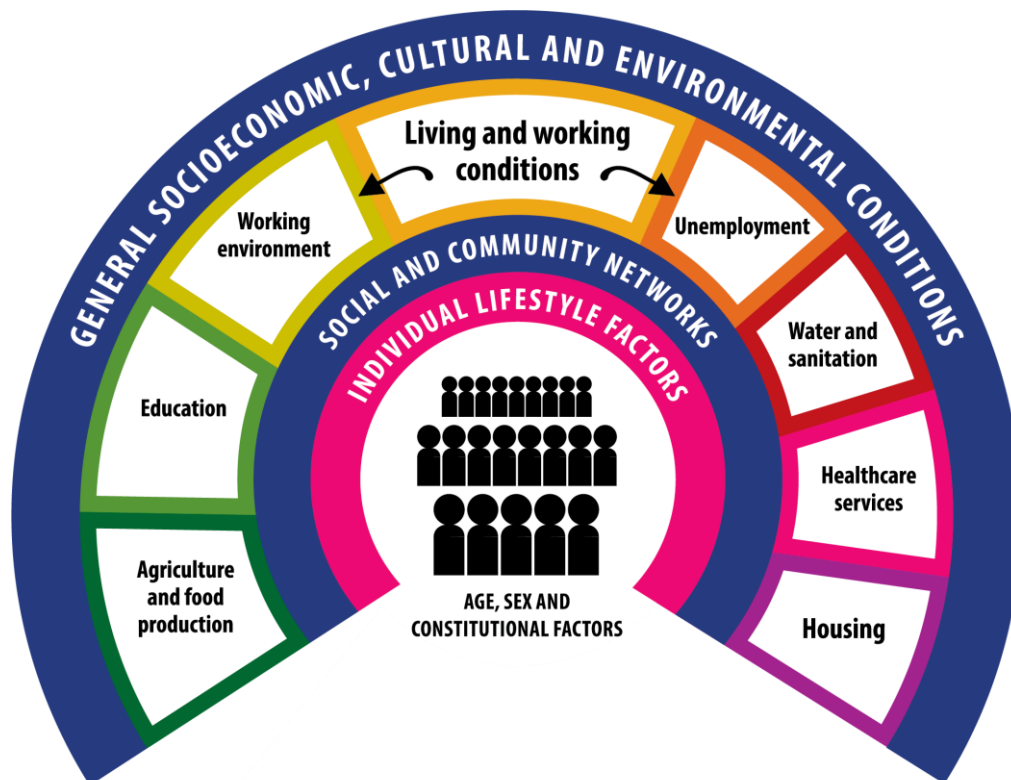 GENERAL SOCIOECONOMIC, CULTURAL AND ENVIRONMENTAL CONDITIONS
Living and working
conditions
Working
environment
Unemployment
SOCIAL AND COMMUNITY NETWORKS
INDIVIDUAL LIFESTYLE FACTORS
Water and
sanitation
Education
Healthcare
services
Agriculture
and food
production
AGE, SEX AND
CONSTITUTIONAL FACTORS
Housing